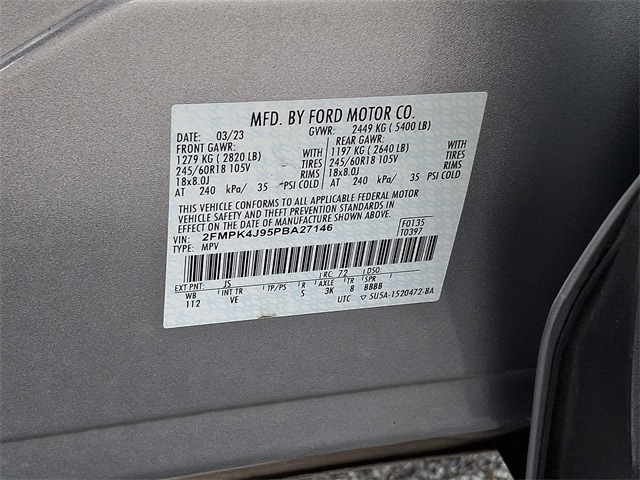 MFD. BY FORD MOTOR CO.
DATE: 03/23 GVWR: 2449 KG ( 5400 LB)
FRONT GAWR: REAR GAWR:
1279 KG ( 2820 LB) WITH 1197 KG ( 2640 LB) WITH
245/60R18 105V TIRES 245/60R18 105V TIRES
18x8.0J RIMS 18x8.0J RIMS
AT 240 kPa/ 35 PSI COLD AT 240 kPa/ 35 PSI COLD
THIS VEHICLE CONFORMS TO ALL APPLICABLE FEDERAL MOTOR
VEHICLE SAFETY AND THEFT PREVENTION STANDARDS IN
EFFECT ON THE DATE OF MANUFACTURE SHOWN ABOVE.
VIN: 2FMPK4J95PBA27146 F0135
TYPE: MPV T0397
EXT PNT: JS RC: 72 DSO:
WB INT TR TP/PS R AXLE TR SPR
112 VE S 3K B BBBB
UTC ▽ 5U5A-1520472-BA